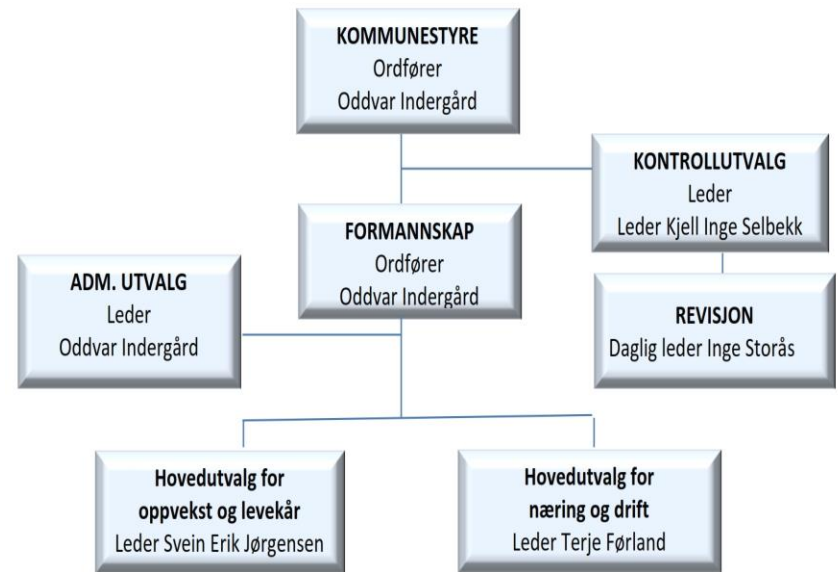 KOMMUNESTYRE
Ordfører
Oddvar Indergård
KONTROLLUTVALG
Leder
Leder Kjell Inge Selbekk
FORMANNSKAP
Ordfører
Oddvar Indergård
ADM. UTVALG
Leder
Oddvar Indergård
REVISJON
Daglig leder Inge Storås
Hovedutvalg for
oppvekst og levekår
Leder Svein Erik Jørgensen
Hovedutvalg for
næring og drift
Leder Terje Førland